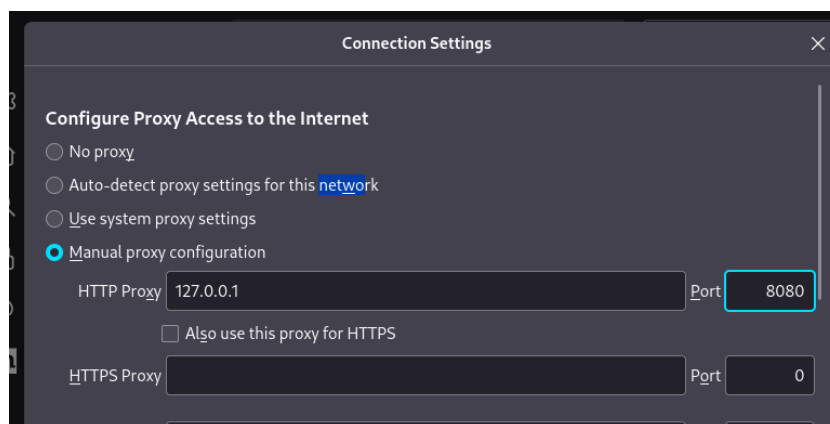 Connection Settings
Configure Proxy Access to the Internet
No proxy
Auto-detect proxy settings for this network
Use system proxy settings
Manual proxy configuration
HTTP Proxy 127.0.0.1 Port 8080
Also use this proxy for HTTPS
HTTPS Proxy Port 0